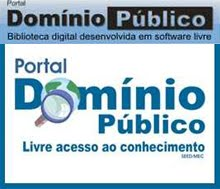 Portal
Domínio Público
Biblioteca digital desenvolvida em software livre
Portal
Domínio
Público
Livre acesso ao conhecimento
SEED/MEC